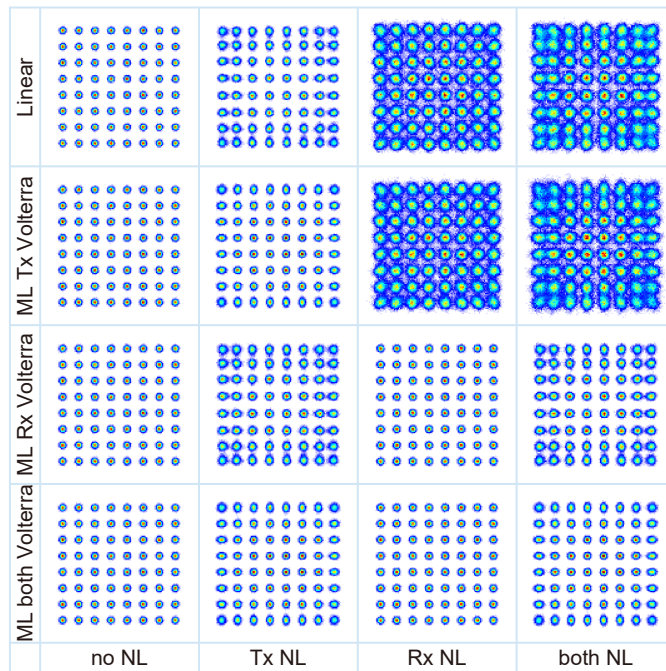 Linear
ML Tx Volterra
ML Rx Volterra
ML both Volterra
no NL
Tx NL
Rx NL
both NL